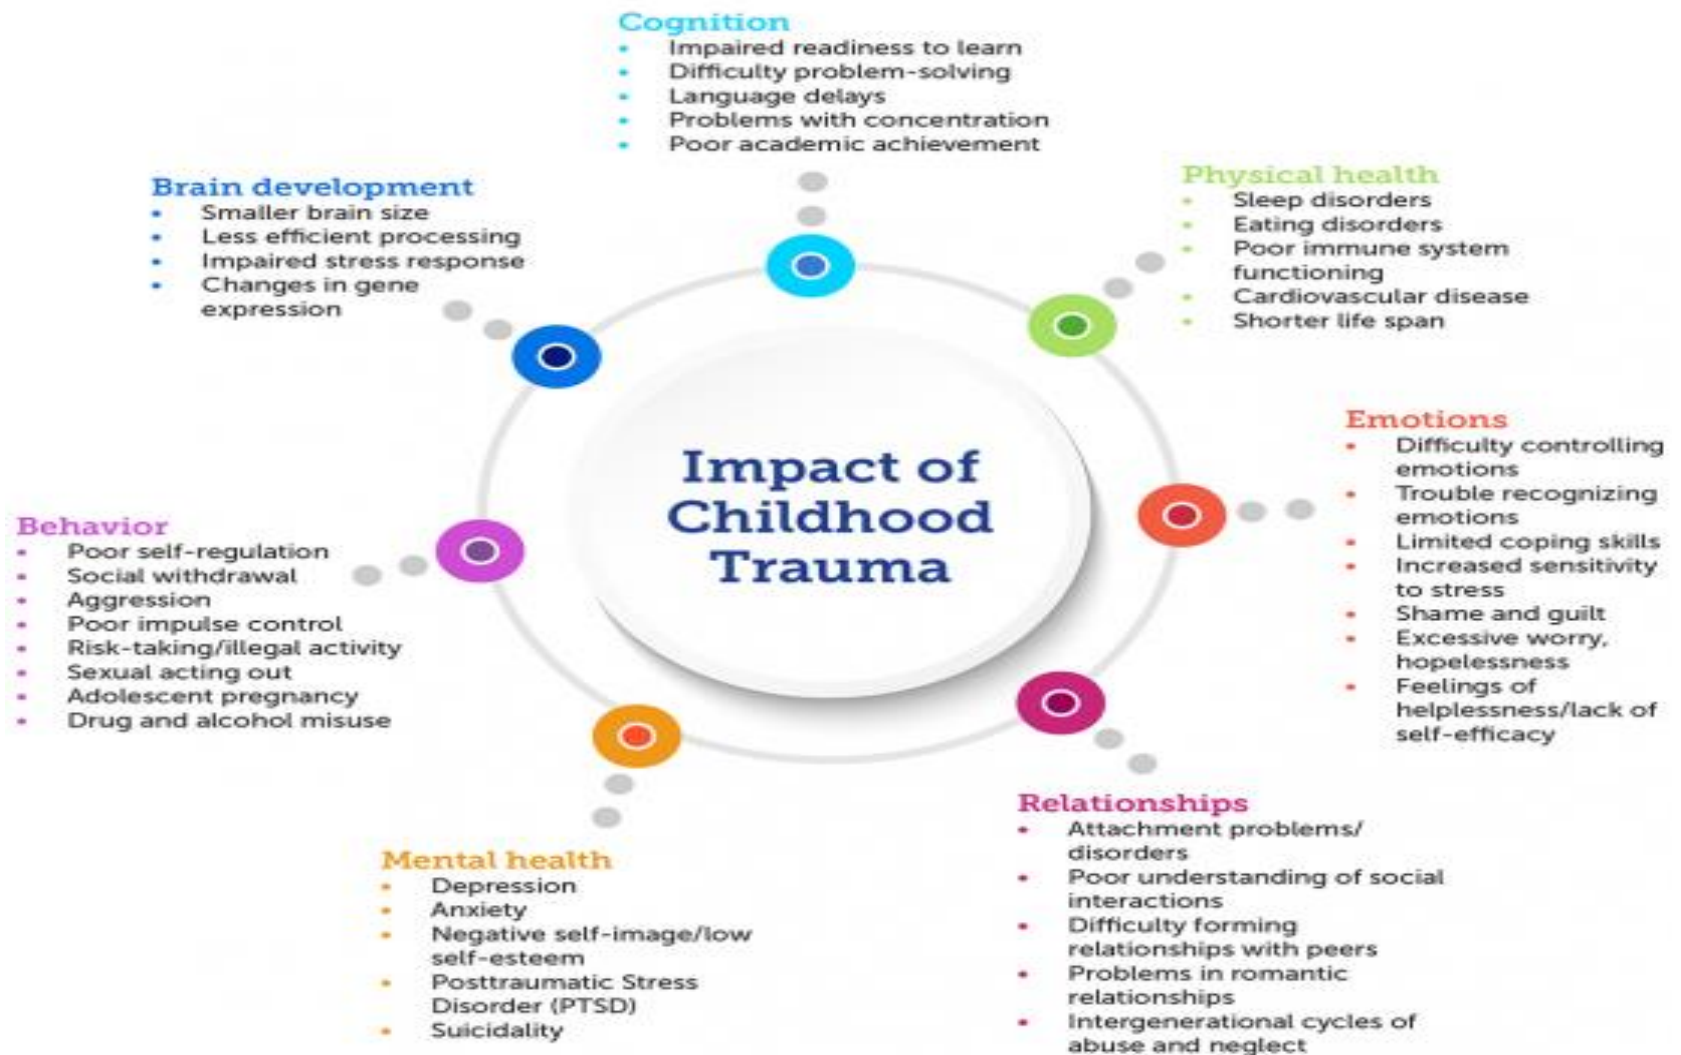 Cognition
Impaired readiness to learn
Difficulty problem-solving
Language delays
Problems with concentration
Poor academic achievement
Physical health
Sleep disorders
Eating disorders
Poor immune system
functioning
Cardiovascular disease
Shorter life span
Emotions
Difficulty controlling
emotions
Trouble recognizing
emotions
Limited coping skills
Increased sensitivity
to stress
Shame and guilt
Excessive worry,
hopelessness
Feelings of
helplessness/lack of
self-efficacy
Relationships
Attachment problems/
disorders
Poor understanding of social
interactions
Difficulty forming
relationships with peers
Problems in romantic
relationships
Intergenerational cycles of
abuse and neglect
Mental health
Depression
Anxiety
Negative self-image/low
self-esteem
Posttraumatic Stress
Disorder (PTSD)
Suicidality
Behavior
Poor self-regulation
Social withdrawal
Aggression
Poor impulse control
Risk-taking/illegal activity
Sexual acting out
Adolescent pregnancy
Drug and alcohol misuse
Brain development
Smaller brain size
Less efficient processing
Impaired stress response
Changes in gene
expression
Impact of
Childhood
Trauma